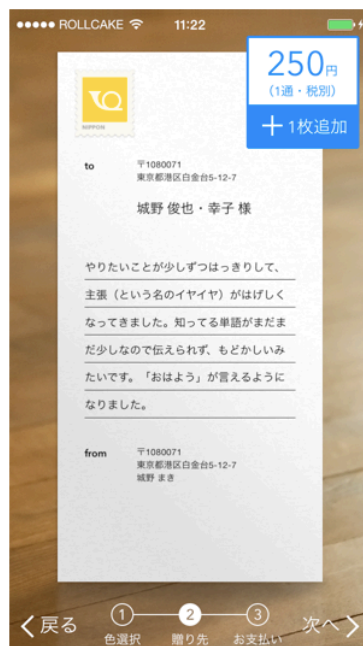 ROLLCAKE 11:22
250円
(1通・税別)
＋1枚追加
NIPPON
to 〒1080071
東京都港区白金台5-12-7
城野 俊也・幸子 様
やりたいことが少しずつはっきりして、
主張（という名のイヤイヤ）がはげしく
なってきました。知ってる単語がまだま
だ少しなので伝えられず、もどかしいみ
たいです。「おはよう」が言えるように
なりました。
from 〒1080071
東京都港区白金台5-12-7
城野 まき
戻る 1 2 3 次へ
色選択 贈り先 お支払い